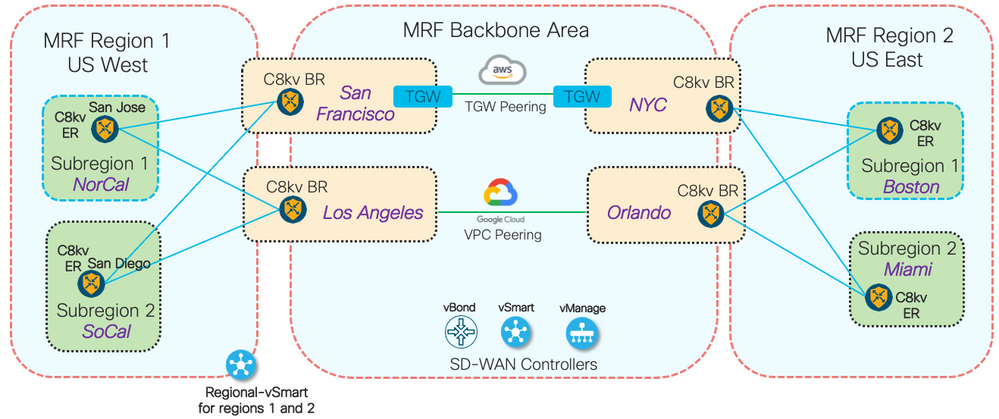 MRF Region 1
US West
MRF Backbone Area
MRF Region 2
US East
C8kv BR
San
Francisco
TGW
aws
TGW Peering
TGW
NYC
C8kv BR
San Jose
C8kv
ER
Subregion 1
NorCal
C8kv
ER
Subregion 1
Boston
C8kv BR
Los Angeles
Google Cloud
VPC Peering
Orlando
C8kv BR
C8kv
ER
San Diego
Subregion 2
SoCal
Subregion 2
Miami
C8kv
ER
vBond
vSmart
vManage
SD-WAN Controllers
Regional-vSmart
for regions 1 and 2